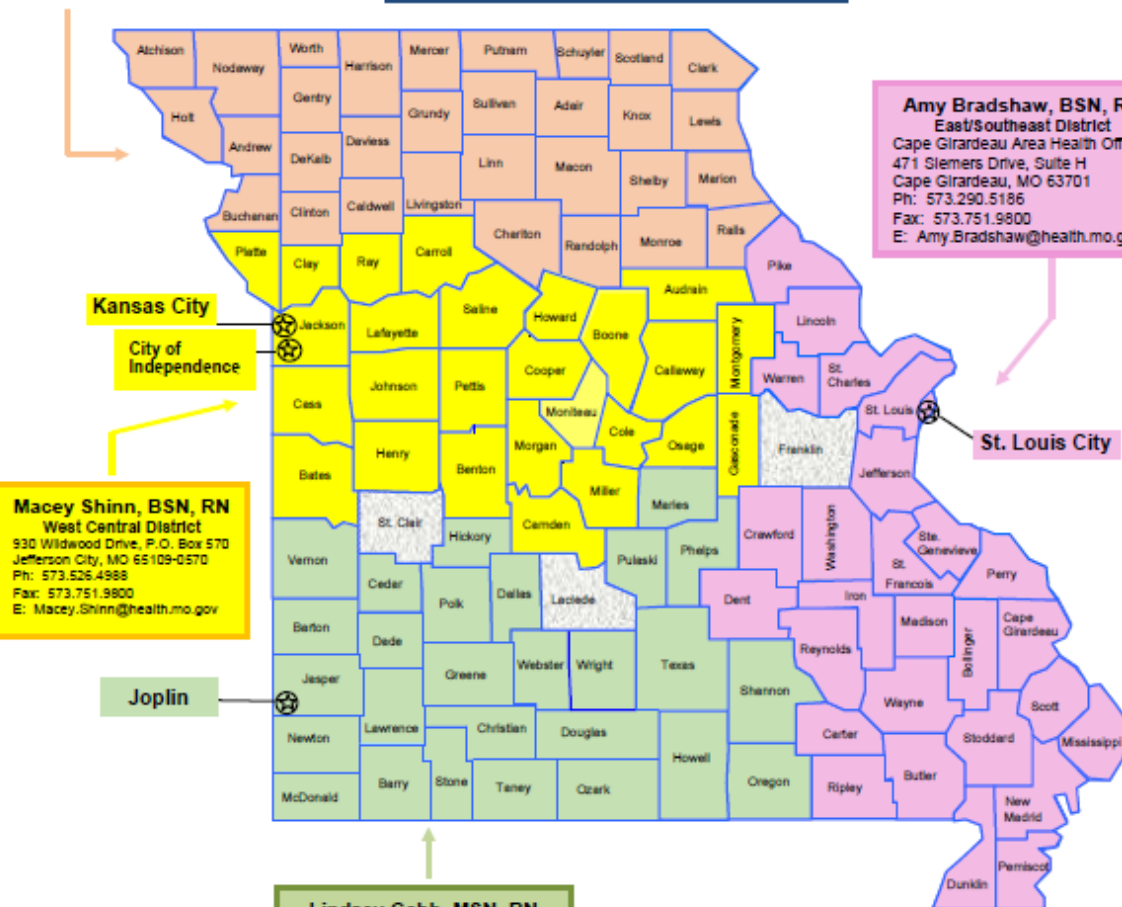 Atchison
Nodaway
Worth
Harrison
Mercer
Putnam
Schuyler
Scotland
Clark
Holt
Gentry
Grundy
Sullivan
Adair
Knox
Lewis
Andrew
DeKalb
Daviess
Linn
Macon
Shelby
Marion
Buchanan
Clinton
Caldwell
Livingston
Chariton
Randolph
Monroe
Ralls
Amy Bradshaw, BSN, R
East/Southeast District
Cape Girardeau Area Health Off
471 Siemers Drive, Suite H
Cape Girardeau, MO 63701
Ph: 573.290.5186
Fax: 573.751.9800
E: Amy.Bradshaw@health.mo.g
Platte
Clay
Ray
Carroll
Pike
Audrain
Kansas City
Jackson
Lafayette
Saline
Howard
Boone
Lincoln
City of
Independence
Johnson
Pettis
Cooper
Callaway
Montgomery
Warren
St.
Charles
Cass
Moniteau
Cole
Osage
Gasconade
Franklin
St. Louis
St. Louis City
Bates
Henry
Benton
Morgan
Miller
Maries
Jefferson
Macey Shinn, BSN, RN
West Central District
930 Wildwood Drive, P.O. Box 570
Jefferson City, MO 65109-0570
Ph: 573.526.4988
Fax: 573.751.9800
E: Macey.Shinn@health.mo.gov
St. Clair
Hickory
Camden
Pulaski
Phelps
Crawford
Washington
Ste.
Genevieve
St.
Francois
Perry
Vernon
Cedar
Polk
Dallas
Laclede
Dent
Iron
Madison
Bollinger
Cape
Girardeau
Barton
Dade
Greene
Webster
Wright
Texas
Reynolds
Joplin
Jasper
Shannon
Wayne
Scott
Newton
Lawrence
Christian
Douglas
Howell
Carter
Stoddard
Mississippi
McDonald
Barry
Stone
Taney
Ozark
Oregon
Ripley
Butler
New
Madrid
Dunklin
Pemiscot
Lindsey Cobb, MSN, RN